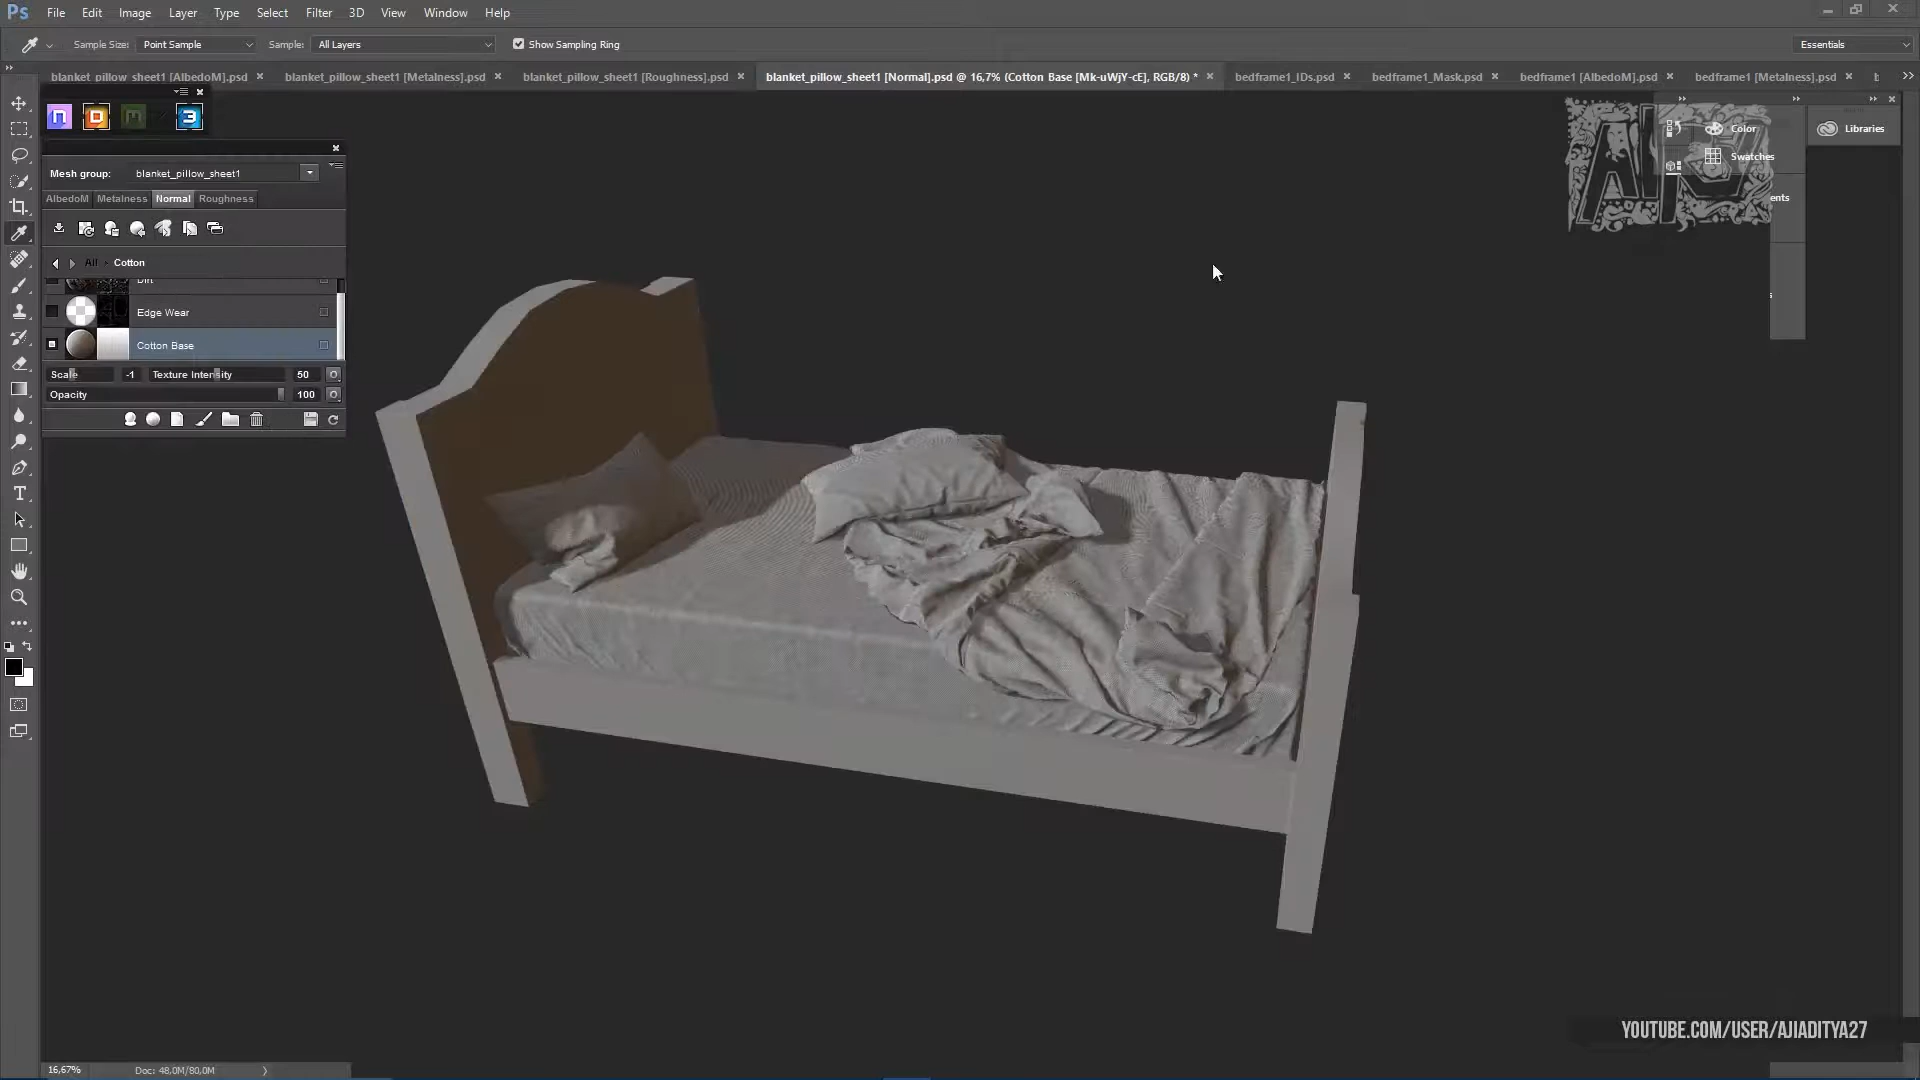 Ps File Edit Image Layer Type Select Filter 3D View Window Help
Sample Size: Point Sample Sample: All Layers Show Sampling Ring Essentials
blanket_pillow_sheet1 [AlbedoM].psd blanket_pillow_sheet1 [Metalness].psd blanket_pillow_sheet1 [Roughness].psd blanket_pillow_sheet1 [Normal].psd @ 16,7% (Cotton Base [Mk-uWjY-cE], RGB/8) * bedframe1_IDs.psd bedframe1_Mask.psd bedframe1 [AlbedoM].psd bedframe1 [Metalness].psd
Color Libraries
Swatches
ents
Mesh group: blanket_pillow_sheet1
AlbedoM Metalness Normal Roughness
All Cotton
Dirt
Edge Wear
Cotton Base
Scale -1 Texture Intensity 50
Opacity 100
YOUTUBE.COM/USER/AJIADITYA27
16,67% Doc: 48,0M/80,0M